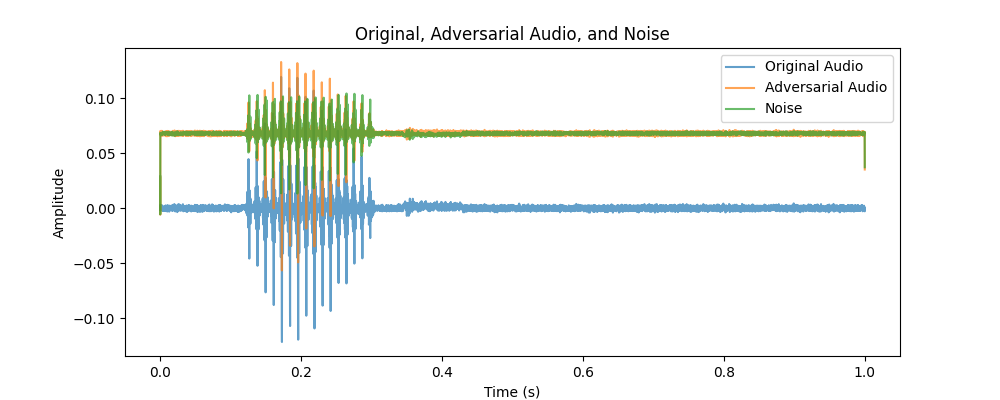 Original, Adversarial Audio, and Noise
Original Audio
Adversarial Audio
Noise
Amplitude
0.10
0.05
0.00
−0.05
−0.10
0.0
0.2
0.4
0.6
0.8
1.0
Time (s)